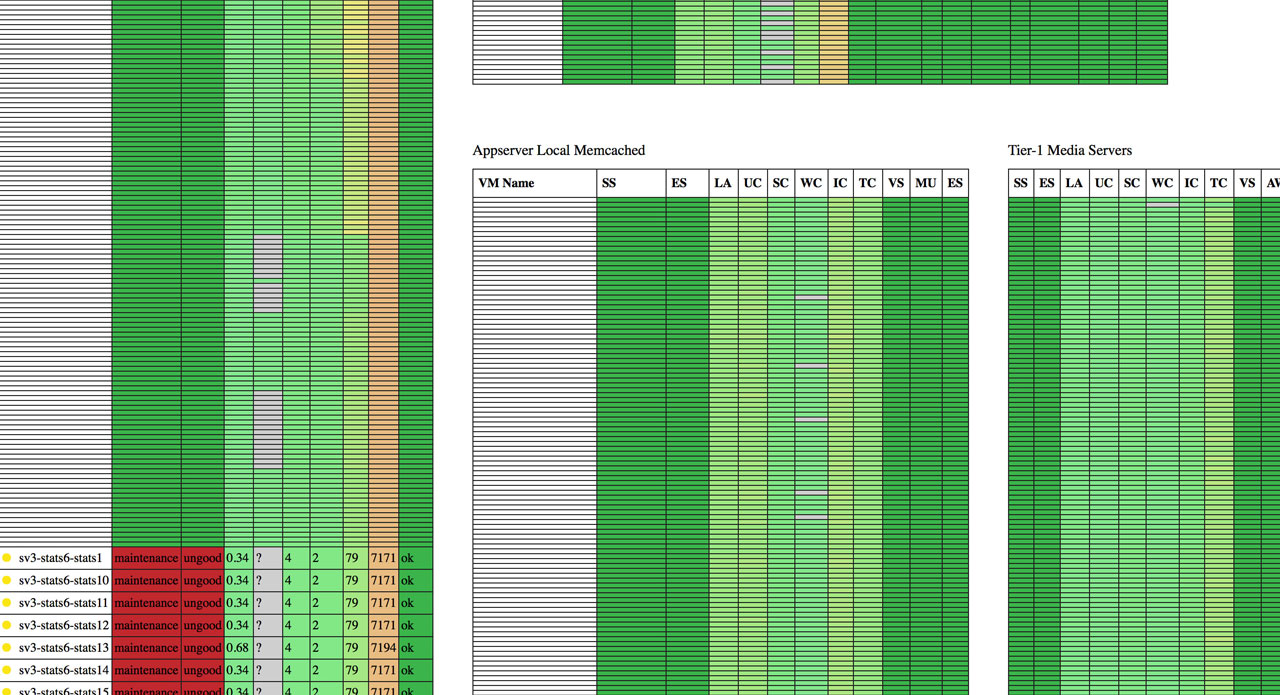 Appserver Local Memcached
VM Name SS ES LA UC SC WC IC TC VS MU ES
Tier-1 Media Servers
SS ES LA UC SC WC IC TC VS
sv3-stats6-stats1 maintenance ungood 0.34 ? 4 2 79 7171 ok
sv3-stats6-stats10 maintenance ungood 0.34 ? 4 2 79 7171 ok
sv3-stats6-stats11 maintenance ungood 0.34 ? 4 2 79 7171 ok
sv3-stats6-stats12 maintenance ungood 0.34 ? 4 2 79 7171 ok
sv3-stats6-stats13 maintenance ungood 0.68 ? 4 2 79 7194 ok
sv3-stats6-stats14 maintenance ungood 0.34 ? 4 2 79 7171 ok
sv3-stats6-stats15 maintenance ungood 0.34 ? 4 2 79 7171 ok